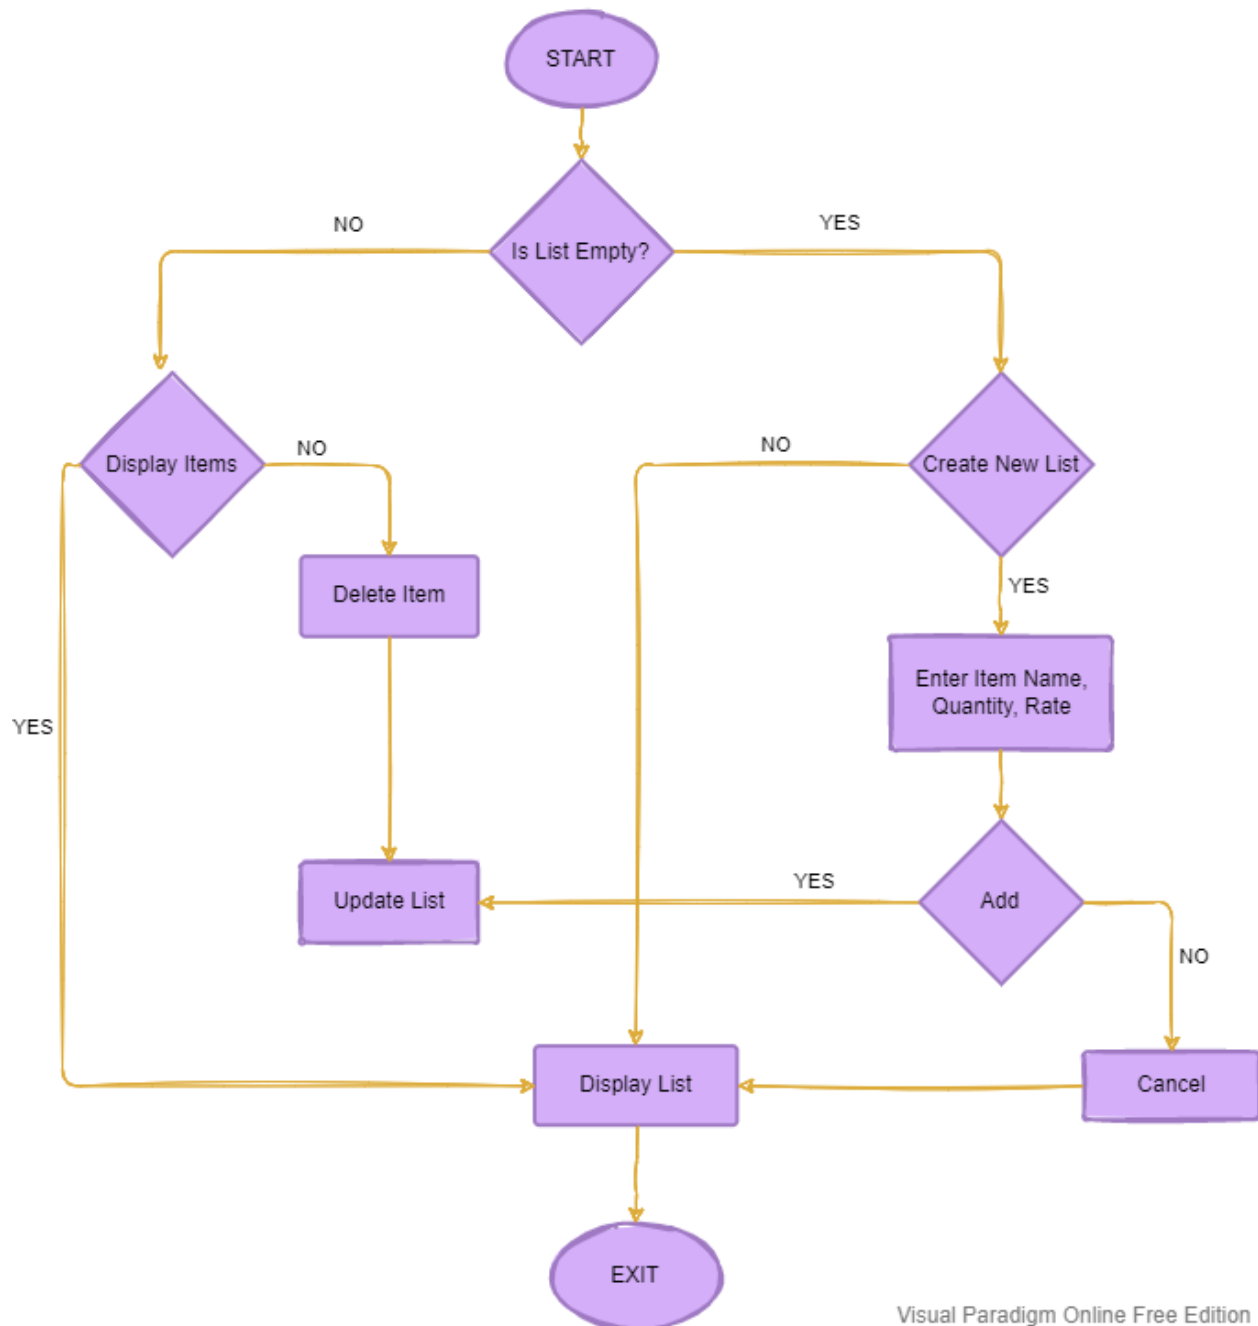 START
Is List Empty?
NO
YES
Display Items
NO
NO
Create New List
Delete Item
YES
Enter Item Name,
Quantity, Rate
YES
Update List
YES
Add
NO
Display List
Cancel
EXIT
Visual Paradigm Online Free Edition